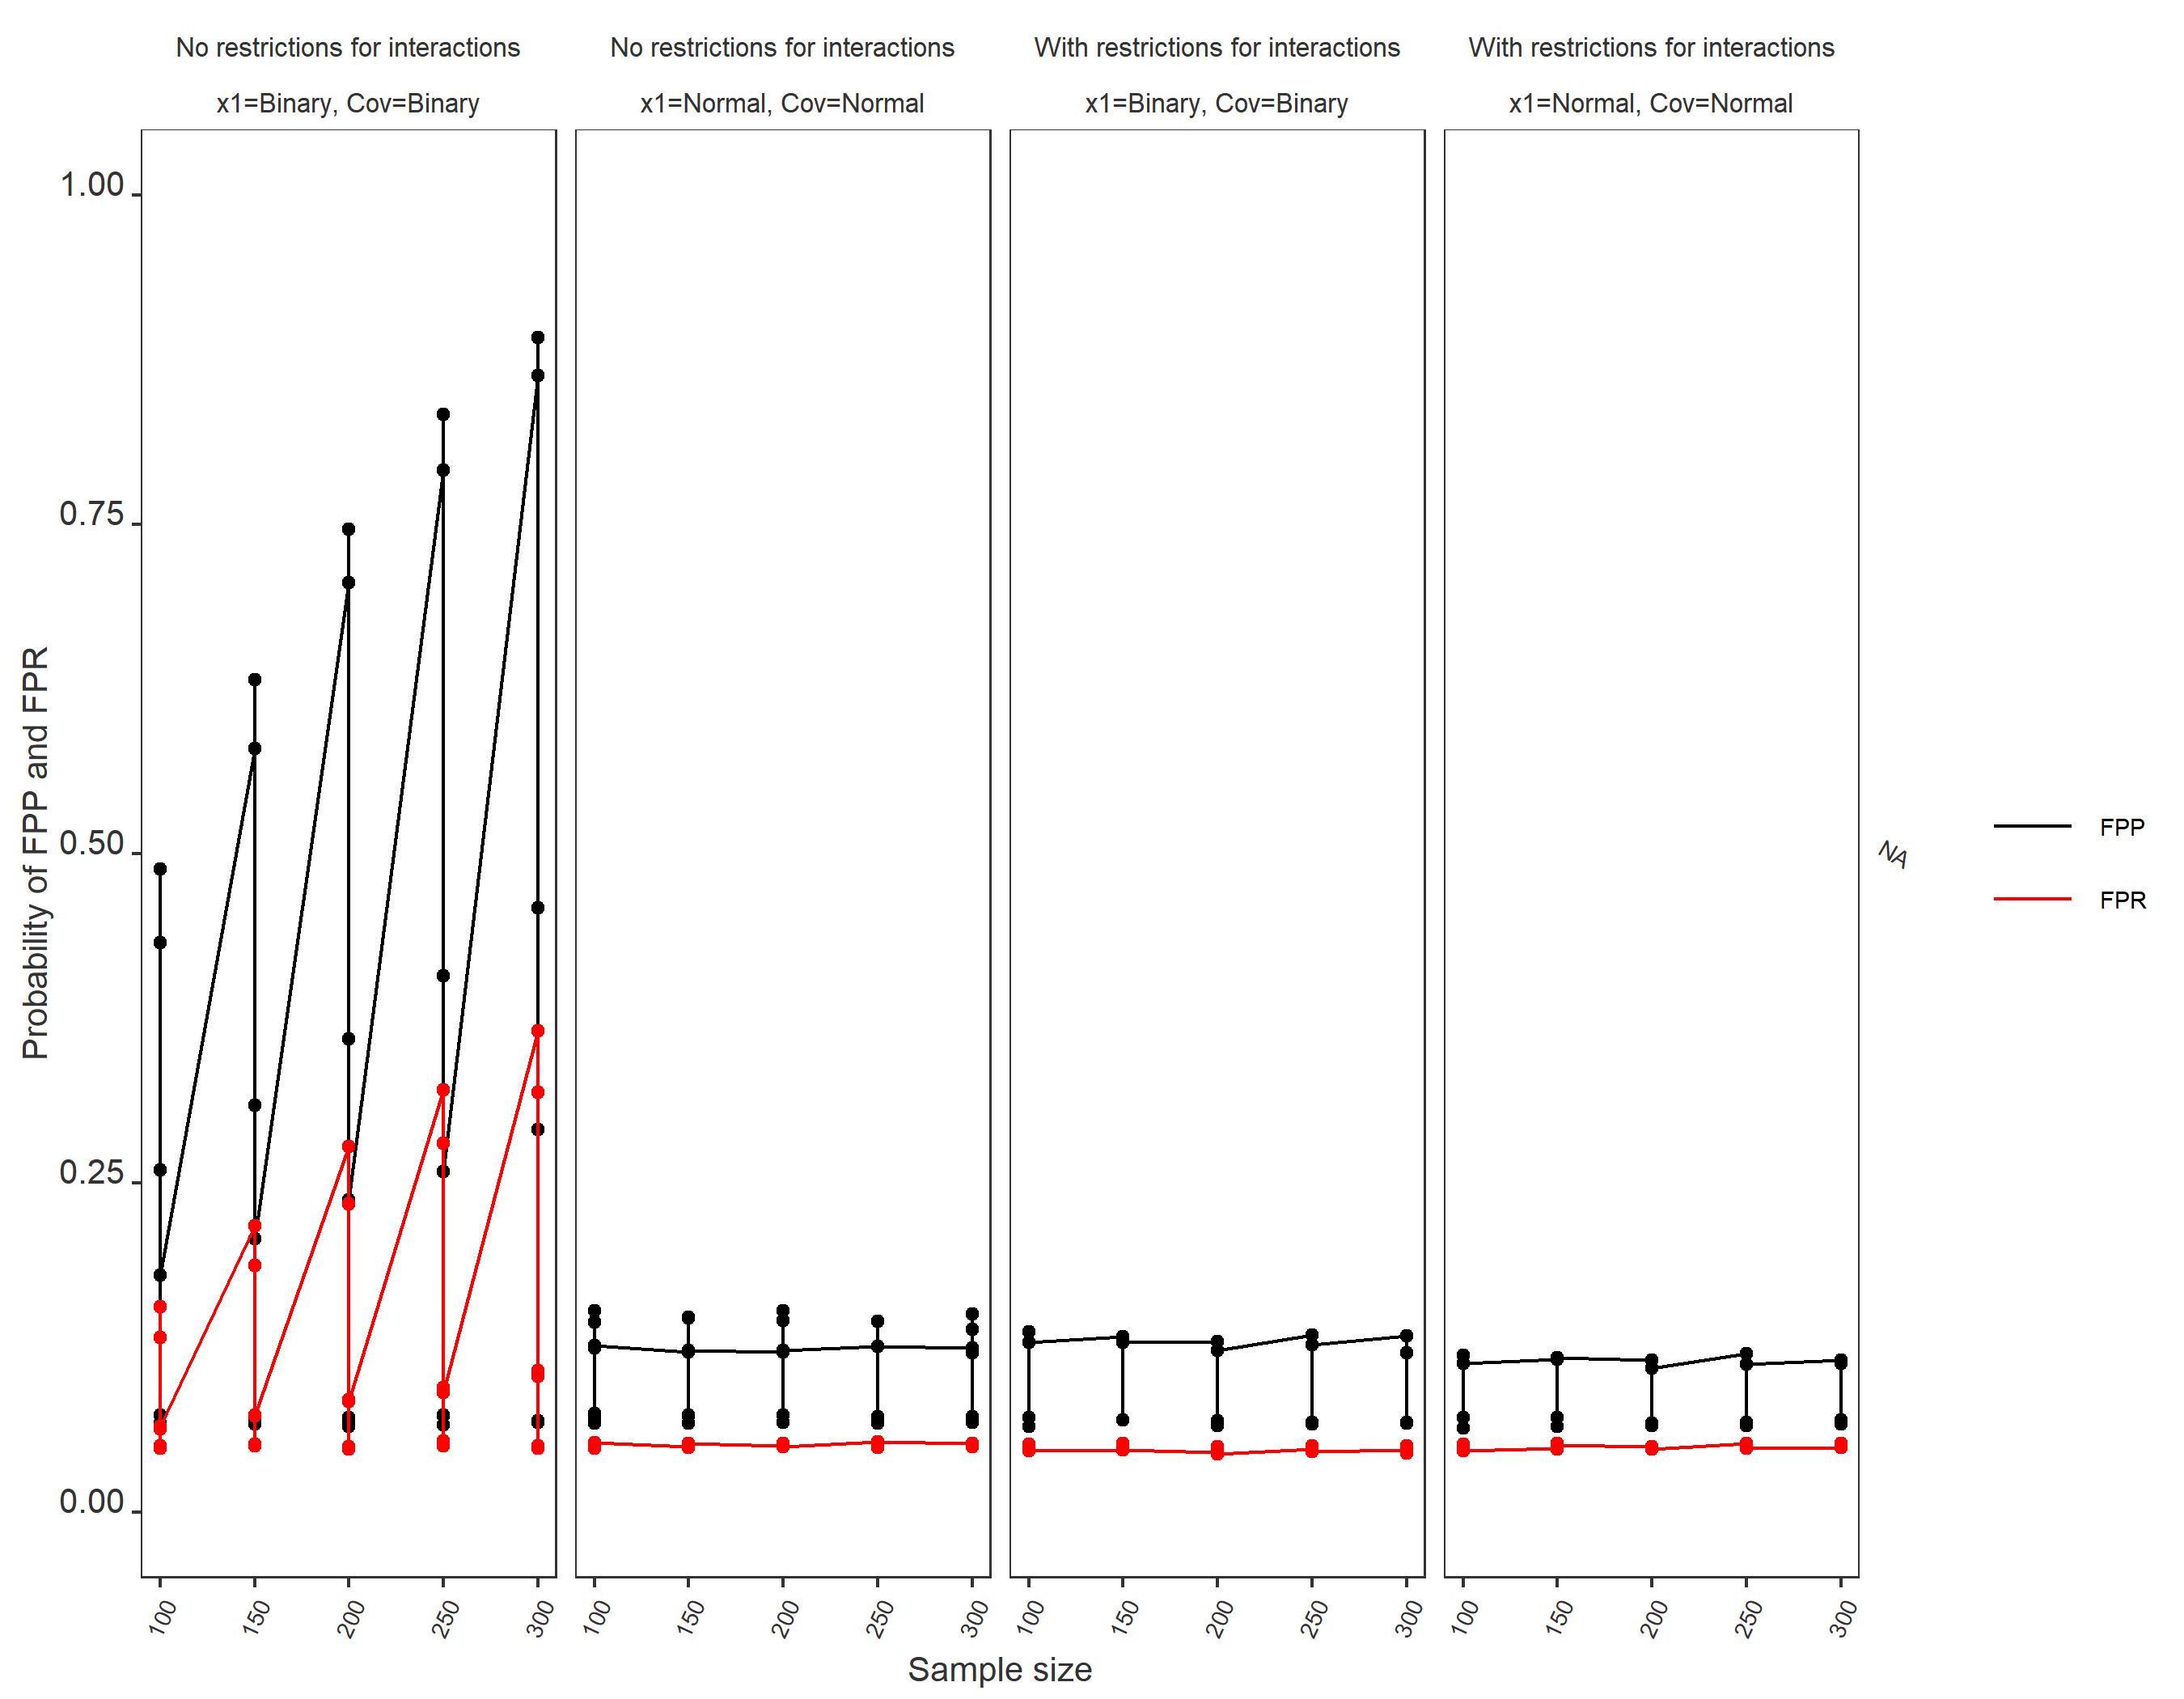 No restrictions for interactions
x1=Binary, Cov=Binary
No restrictions for interactions
x1=Normal, Cov=Normal
With restrictions for interactions
x1=Binary, Cov=Binary
With restrictions for interactions
x1=Normal, Cov=Normal
Probability of FPP and FPR
1.00
0.75
0.50
0.25
0.00
100 150 200 250 300
100 150 200 250 300
100 150 200 250 300
100 150 200 250 300
Sample size
NA
FPP
FPR